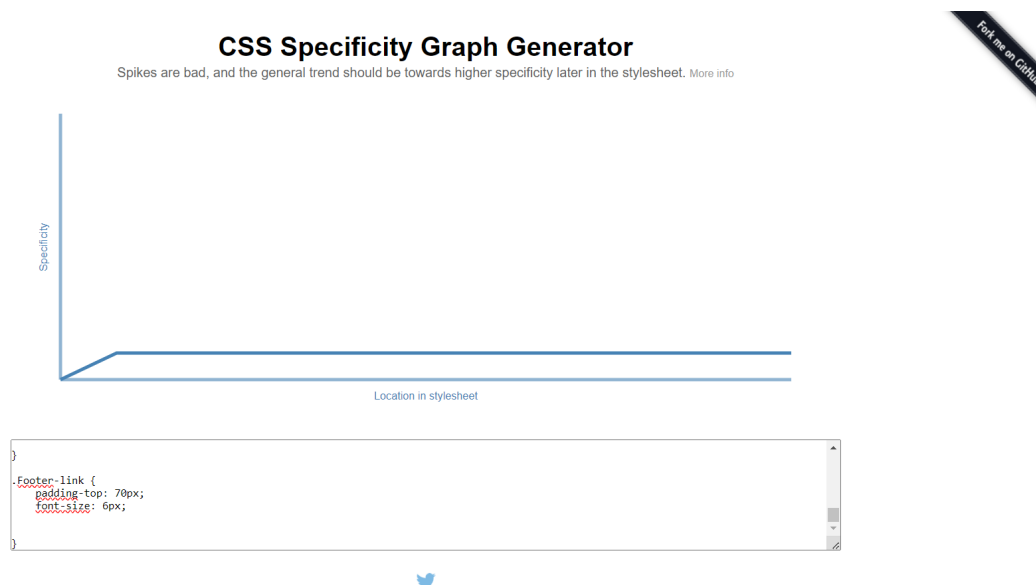 Fork me on GitHub
CSS Specificity Graph Generator
Spikes are bad, and the general trend should be towards higher specificity later in the stylesheet. More info
Specificity
Location in stylesheet
}
.Footer-link {
padding-top: 70px;
font-size: 6px;
}